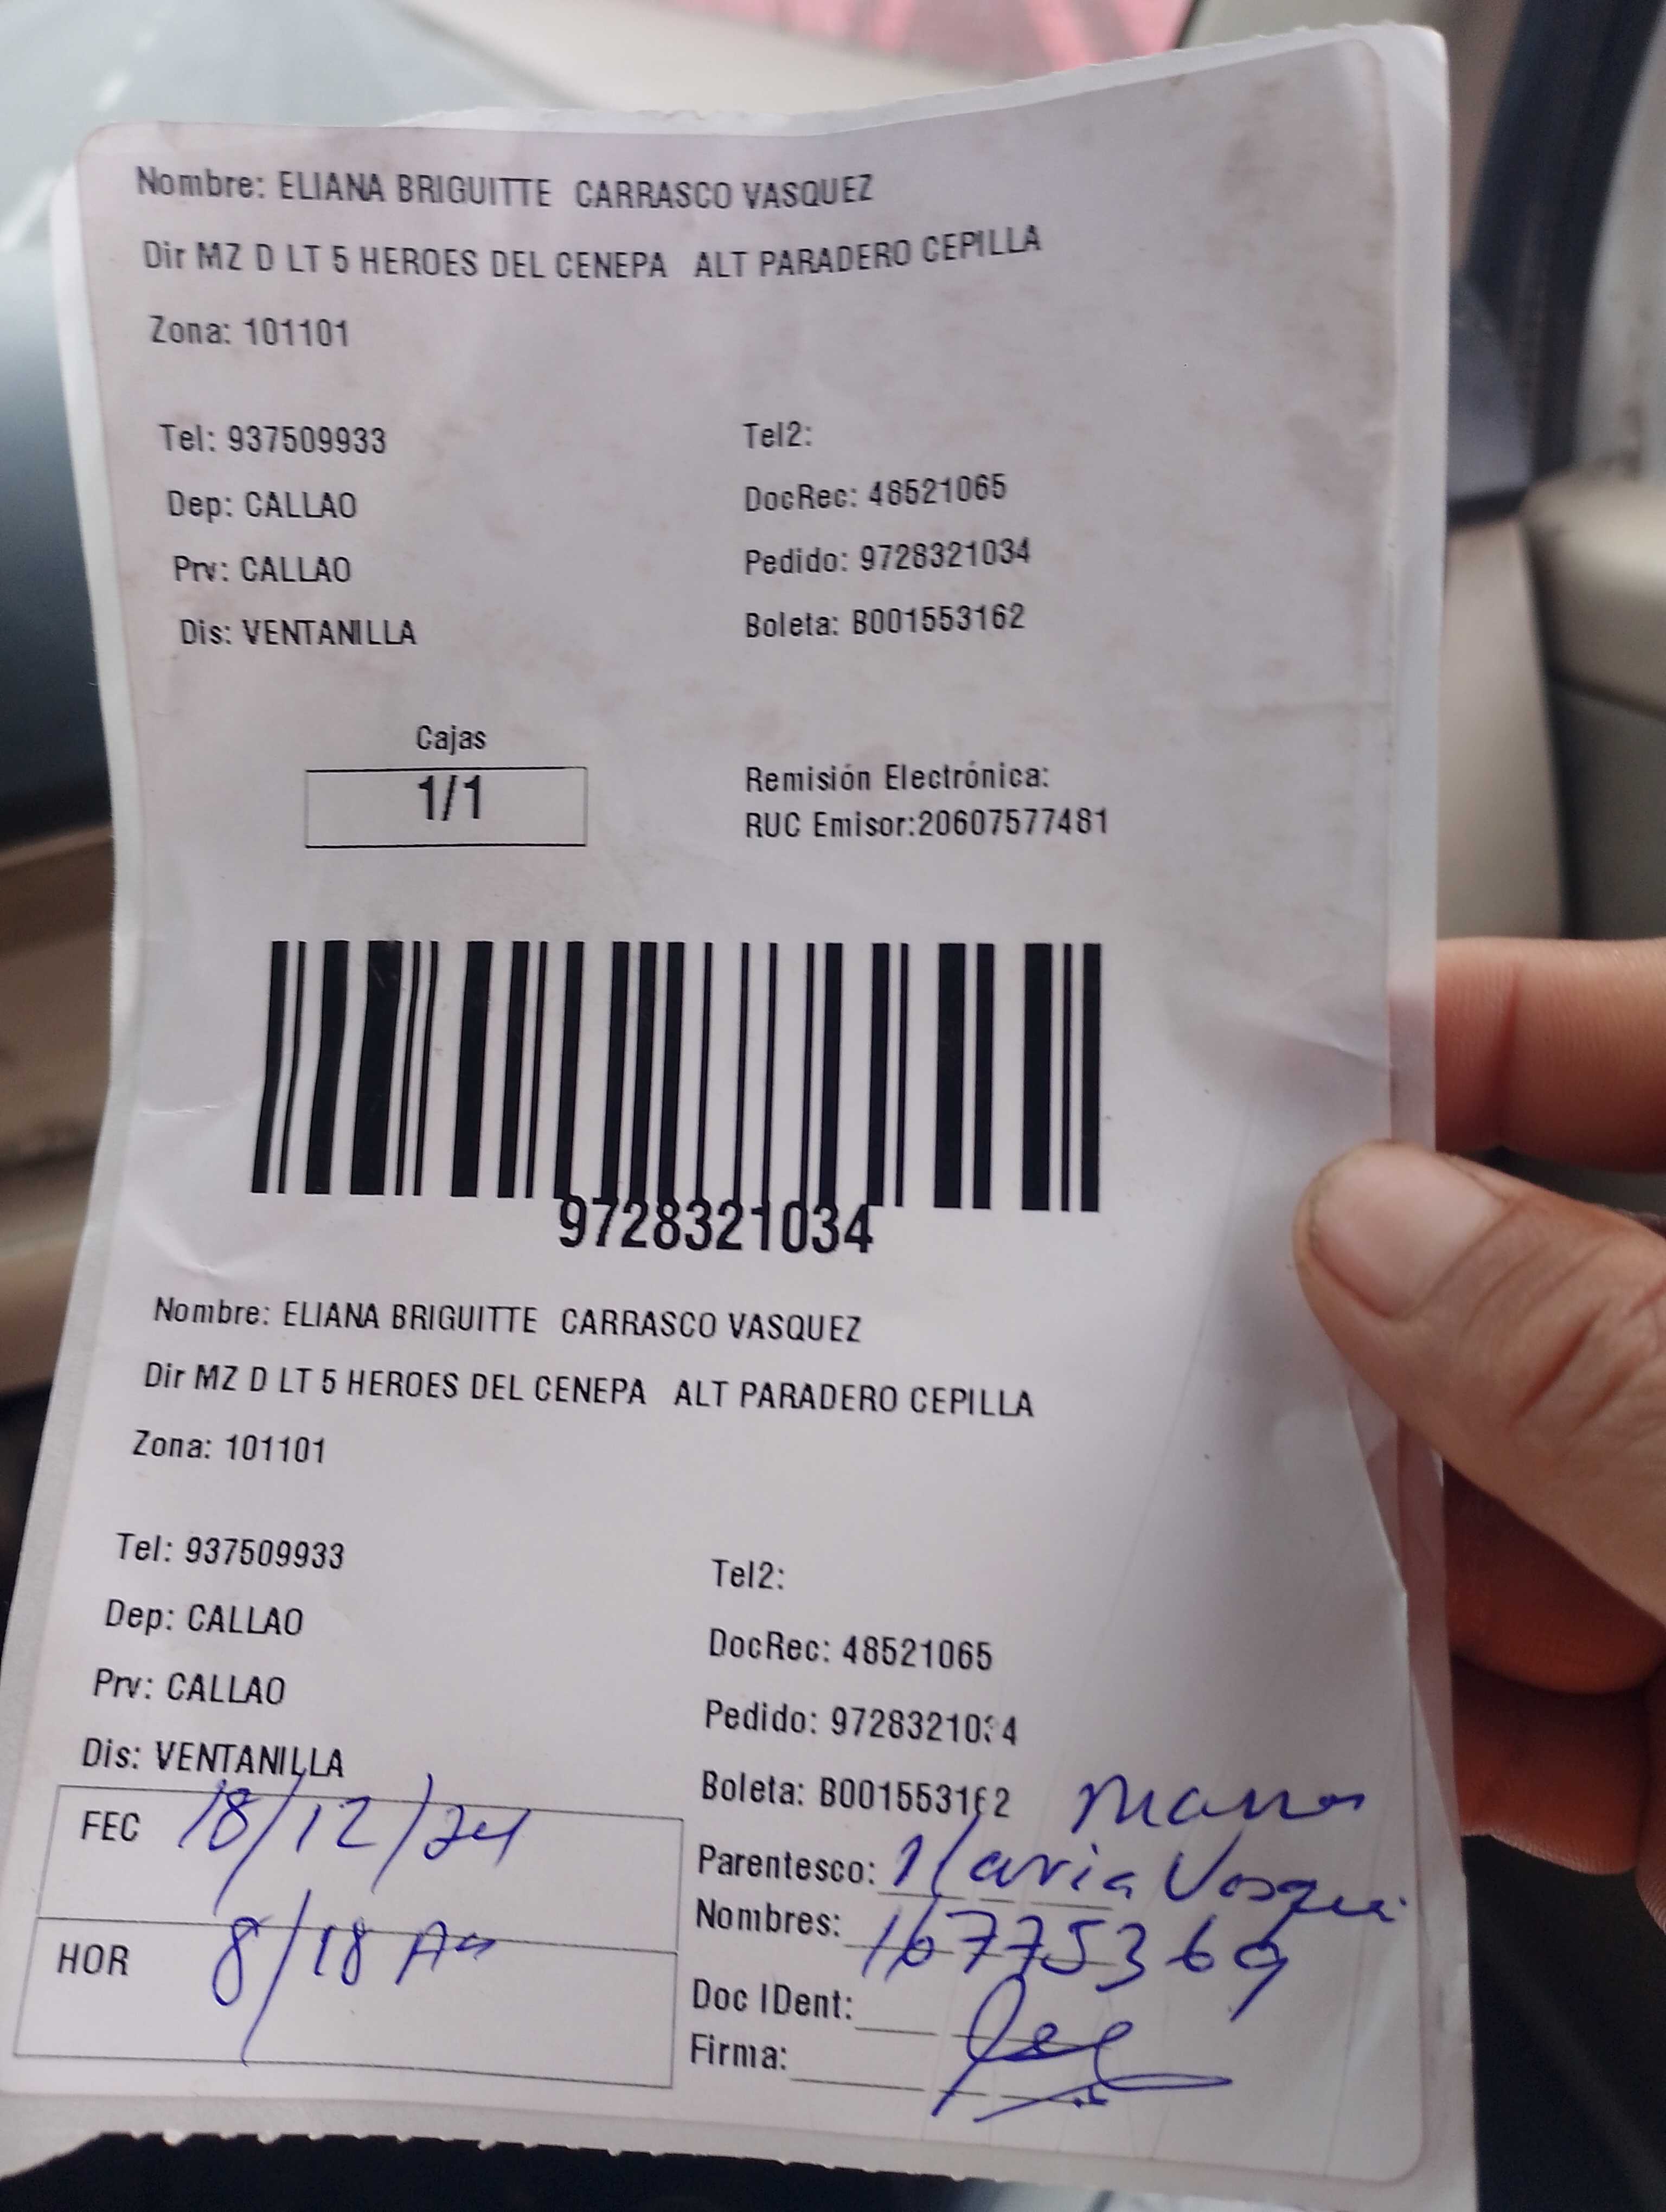 Nombre: ELIANA BRIGUITTE CARRASCO VASQUEZ
Dir MZ D LT 5 HEROES DEL CENEPA ALT PARADERO CEPILLA
Zona: 101101
Tel: 937509933
Tel2:
Dep: CALLAO
DocRec: 48521065
Prv: CALLAO
Pedido: 9728321034
Dis: VENTANILLA
Boleta: B001553162
Cajas
1/1
Remisión Electrónica:
RUC Emisor:20607577481
9728321034
Nombre: ELIANA BRIGUITTE CARRASCO VASQUEZ
Dir MZ D LT 5 HEROES DEL CENEPA ALT PARADERO CEPILLA
Zona: 101101
Tel: 937509933
Tel2:
Dep: CALLAO
DocRec: 48521065
Prv: CALLAO
Pedido: 9728321034
Dis: VENTANILLA
Boleta: B001553162
FEC 18/12/24
Parentesco: Maria
Nombres: 16775369
HOR 8/18 Am
Doc IDent:
Firma: